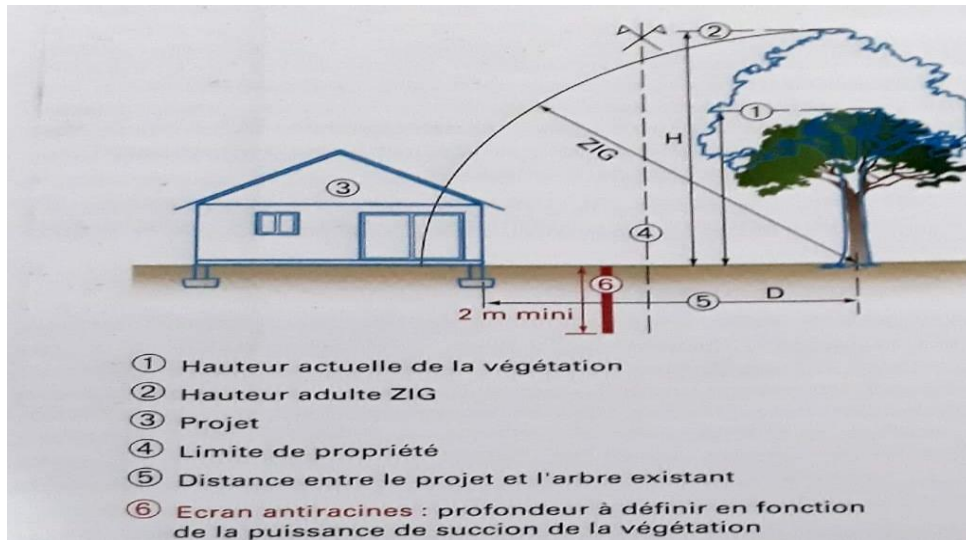 2
1
H
ZIG
3
4
6
5
D
2 m mini
1 Hauteur actuelle de la végétation
2 Hauteur adulte ZIG
3 Projet
4 Limite de propriété
5 Distance entre le projet et l'arbre existant
6 Ecran antiracines : profondeur à définir en fonction
de la puissance de succion de la végétation